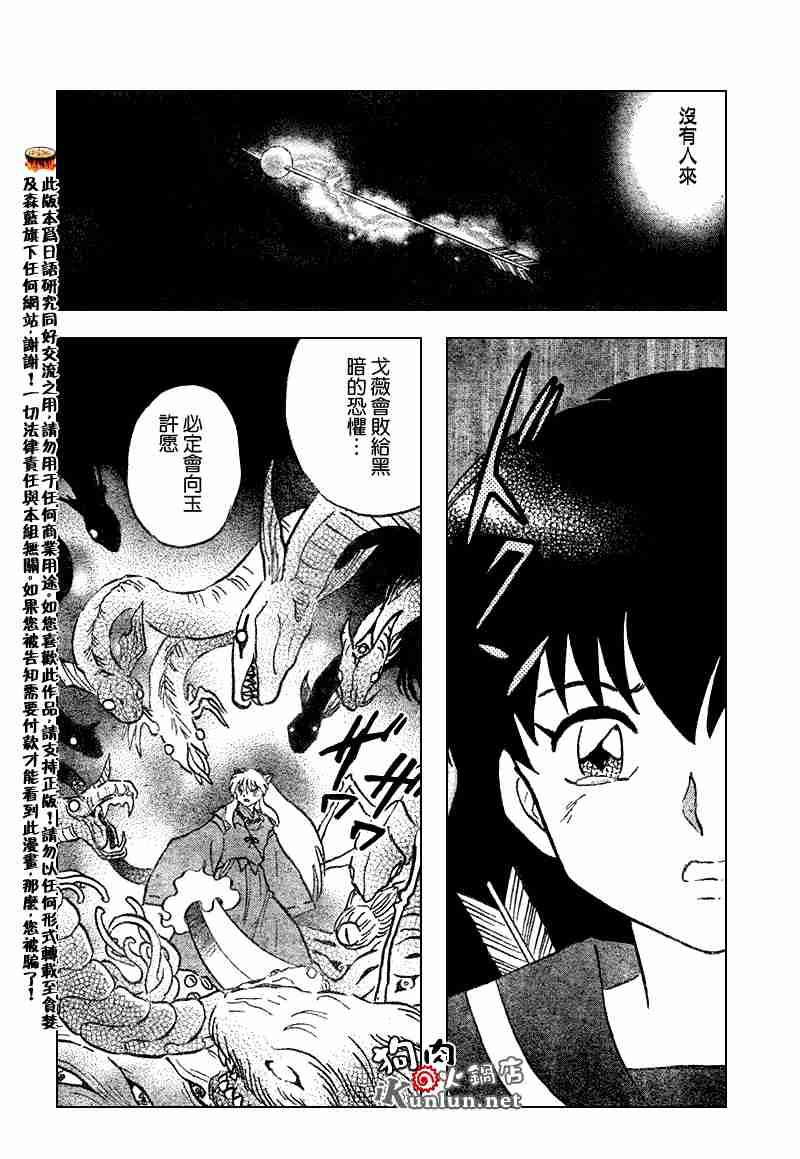 沒有人來
戈薇會敗給黑
暗的恐懼…
必定會向玉
許愿
ザワ
ザワ
此版本爲日語研究同好交流之用，請勿用于任何商業用途。如您喜歡此作品，請支持正版！請勿以任何形式轉載至貪婪
及森藍旗下任何網站，謝謝！一切法律責任與本組無關。如果您被告知需要付款才能看到此漫畫，那麽，您被騙了！
狗肉
火鍋店
iKunlun.net